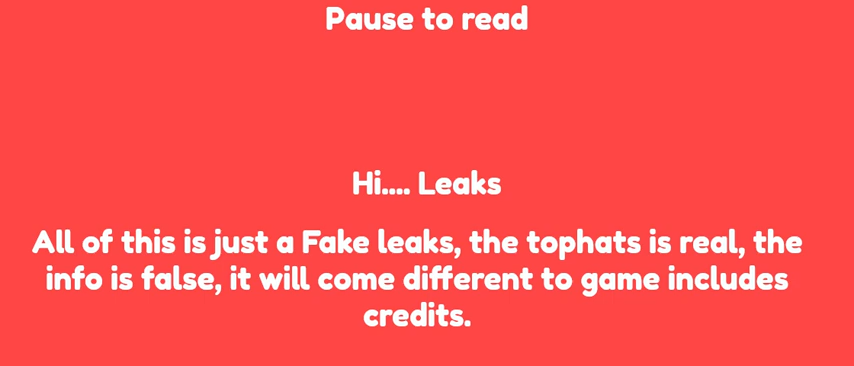 Pause to read
Hi.... Leaks
All of this is just a Fake leaks, the tophats is real, the
info is false, it will come different to game includes
credits.